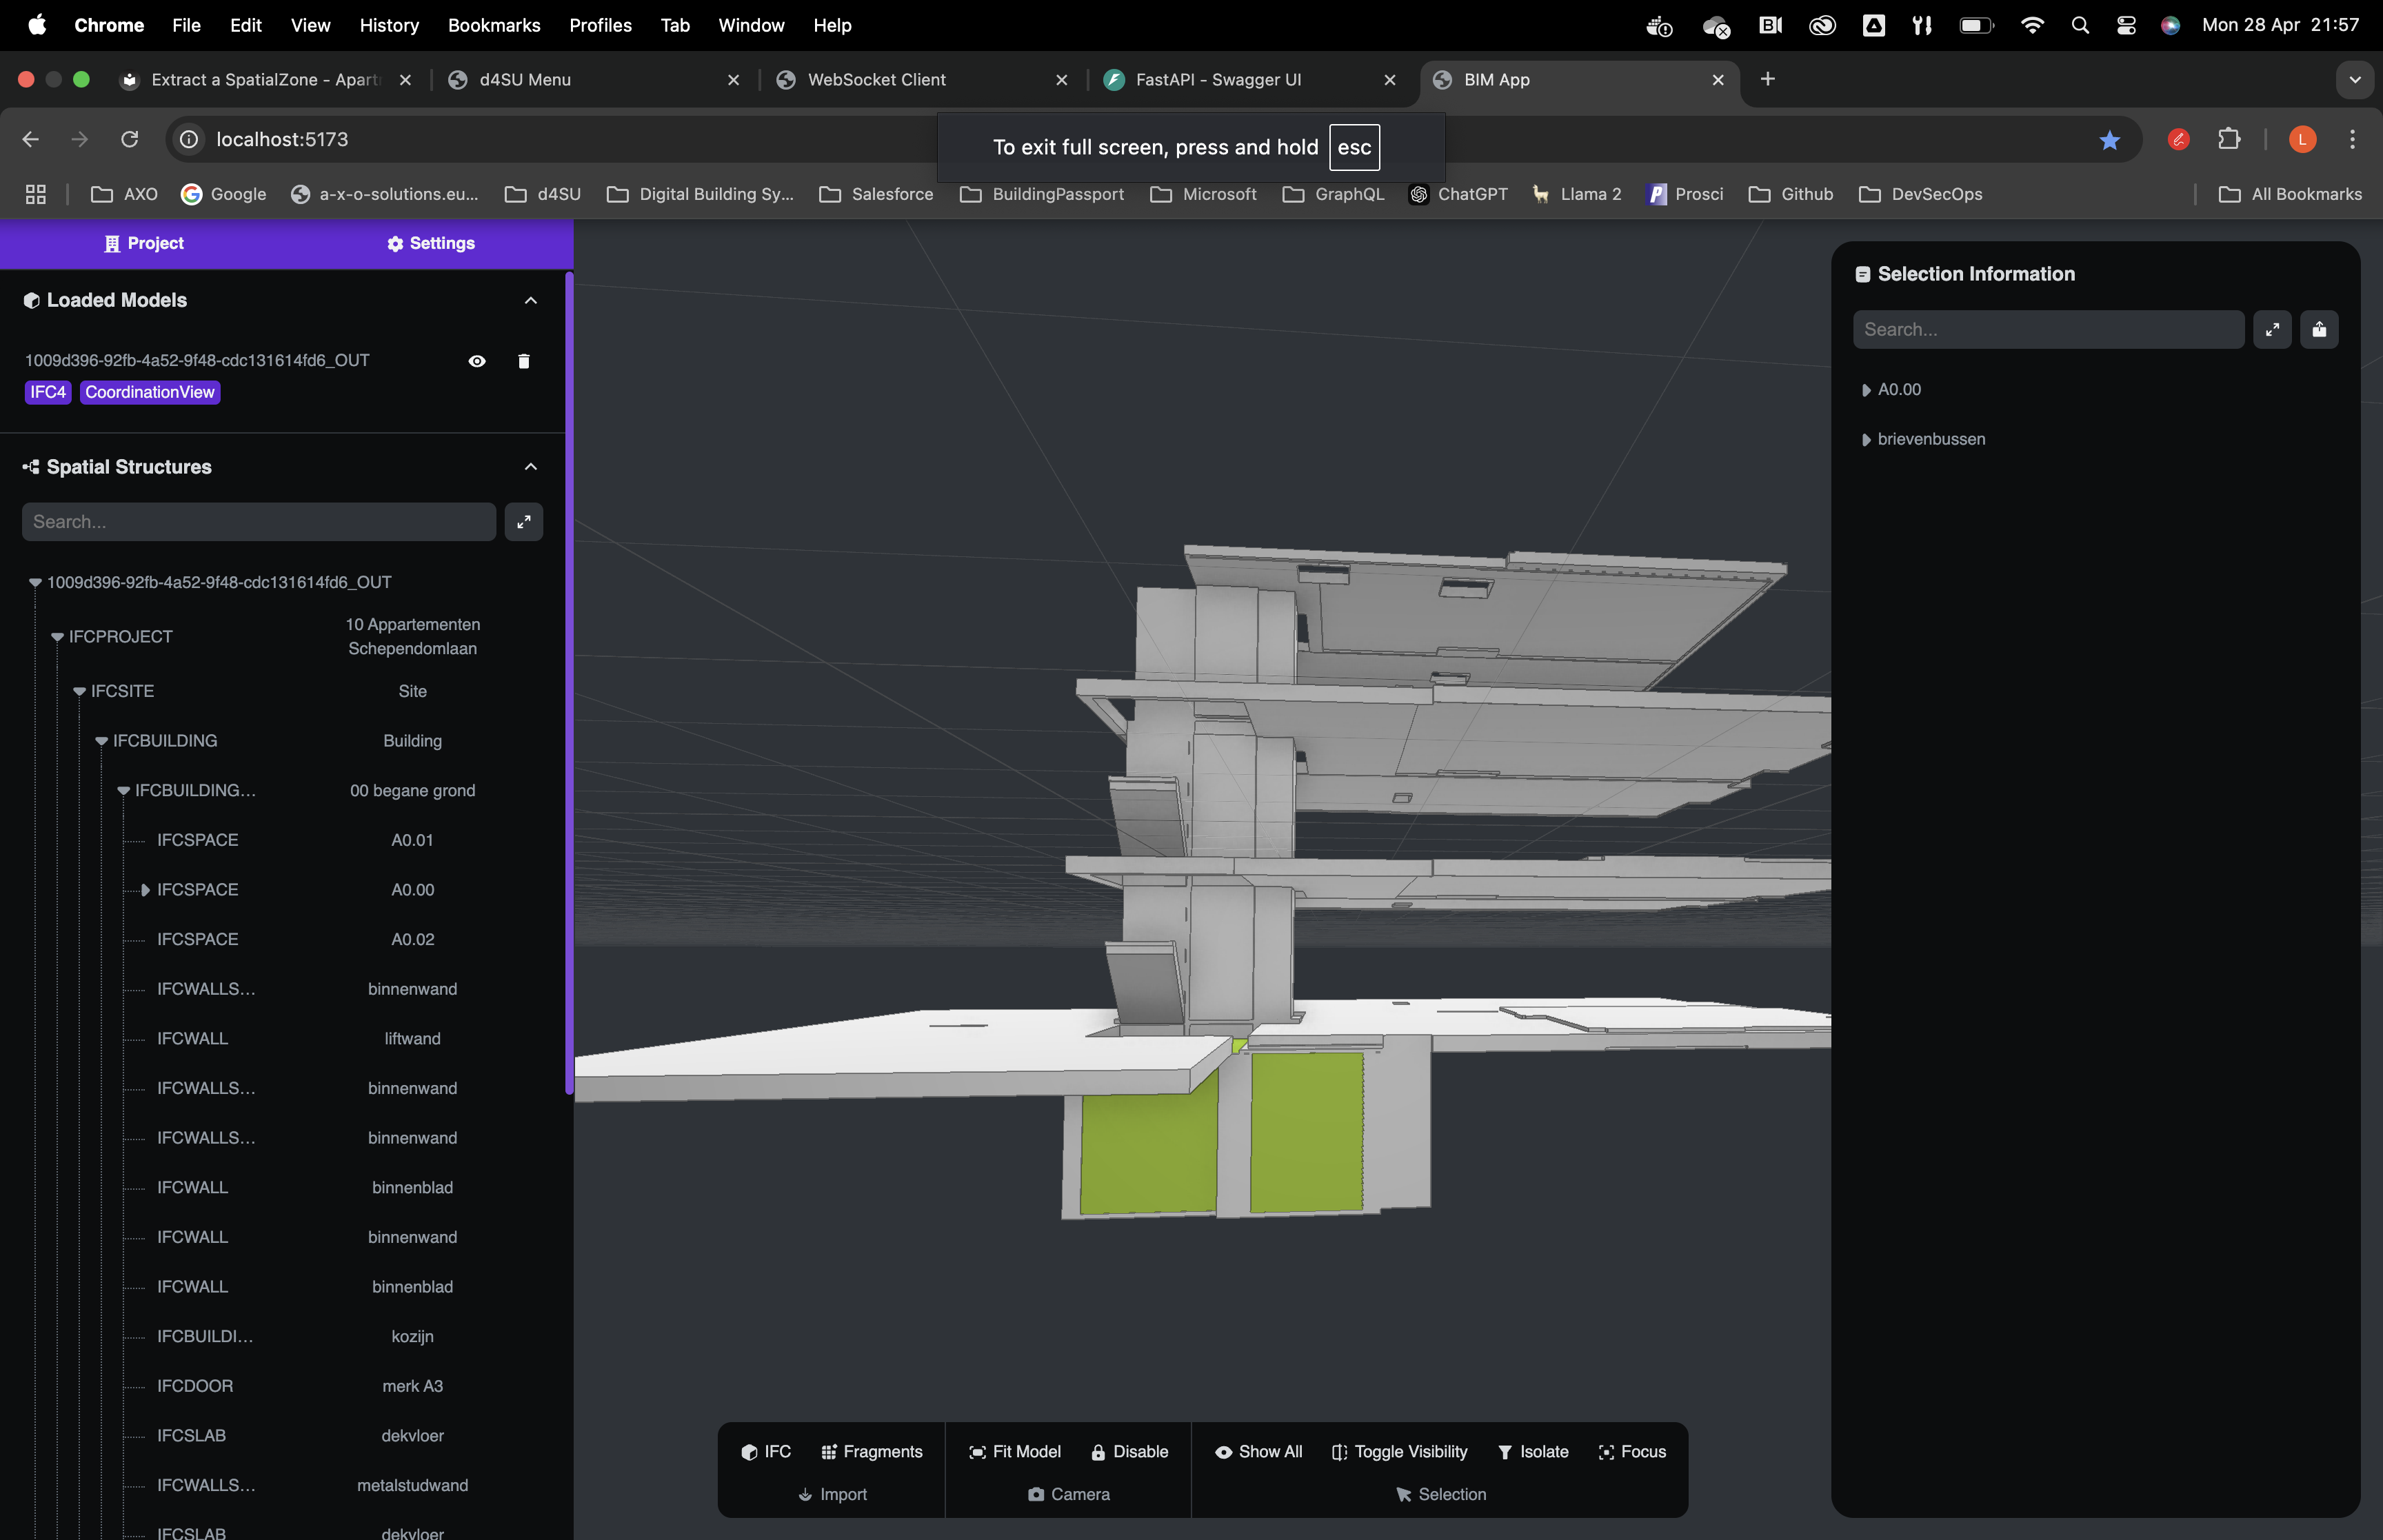 Chrome File Edit View History Bookmarks Profiles Tab Window Help Mon 28 Apr 21:57
Extract a SpatialZone - Apart d4SU Menu WebSocket Client FastAPI - Swagger UI BIM App
localhost:5173
To exit full screen, press and hold esc
L
AXO Google a-x-o-solutions.eu... d4SU Digital Building Sy... Salesforce BuildingPassport Microsoft GraphQL ChatGPT Llama 2 Prosci Github DevSecOps All Bookmarks
Project Settings
Loaded Models
1009d396-92fb-4a52-9f48-cdc131614fd6_OUT
IFC4 CoordinationView
Spatial Structures
Search...
1009d396-92fb-4a52-9f48-cdc131614fd6_OUT
IFCPROJECT 10 Appartementen
Schependomlaan
IFCSITE Site
IFCBUILDING Building
IFCBUILDING... 00 begane grond
IFCSPACE A0.01
IFCSPACE A0.00
IFCSPACE A0.02
IFCWALLS... binnenwand
IFCWALL liftwand
IFCWALLS... binnenwand
IFCWALLS... binnenwand
IFCWALL binnenblad
IFCWALL binnenwand
IFCWALL binnenblad
IFCBUILDI... kozijn
IFCDOOR merk A3
IFCSLAB dekvloer
IFCWALLS... metalstudwand
IFCSLAB dekvloer
Selection Information
Search...
A0.00
brievenbussen
IFC Fragments Fit Model Disable Show All Toggle Visibility Isolate Focus
Import Camera Selection